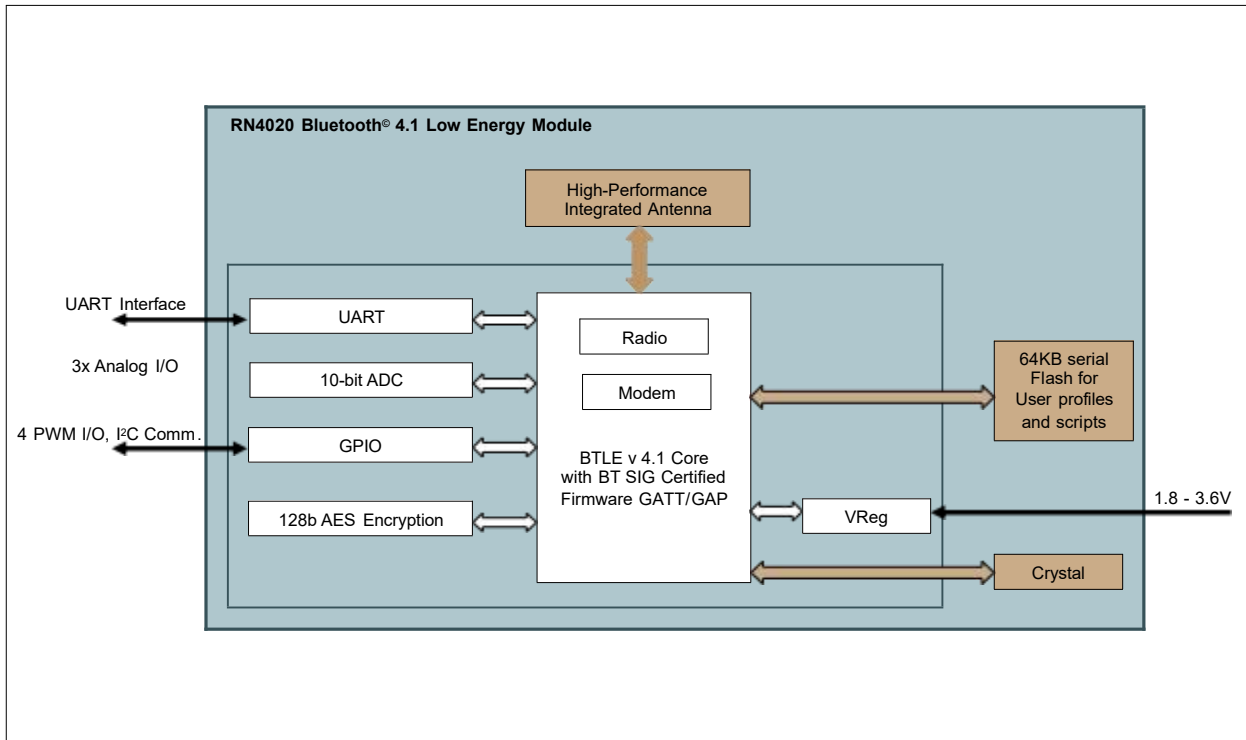 RN4020 Bluetooth© 4.1 Low Energy Module
High-Performance
Integrated Antenna
UART Interface
UART
Radio
3x Analog I/O
10-bit ADC
Modem
64KB serial
Flash for
User profiles
and scripts
4 PWM I/O, I²C Comm.
GPIO
BTLE v 4.1 Core
with BT SIG Certified
Firmware GATT/GAP
128b AES Encryption
VReg
1.8 - 3.6V
Crystal